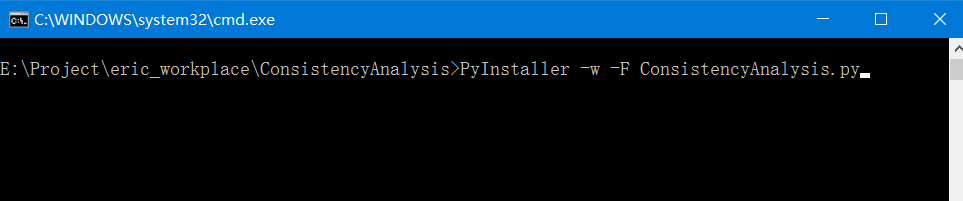 C:\WINDOWS\system32\cmd.exe
E:\Project\eric_workplace\ConsistencyAnalysis>PyInstaller -w -F ConsistencyAnalysis.py